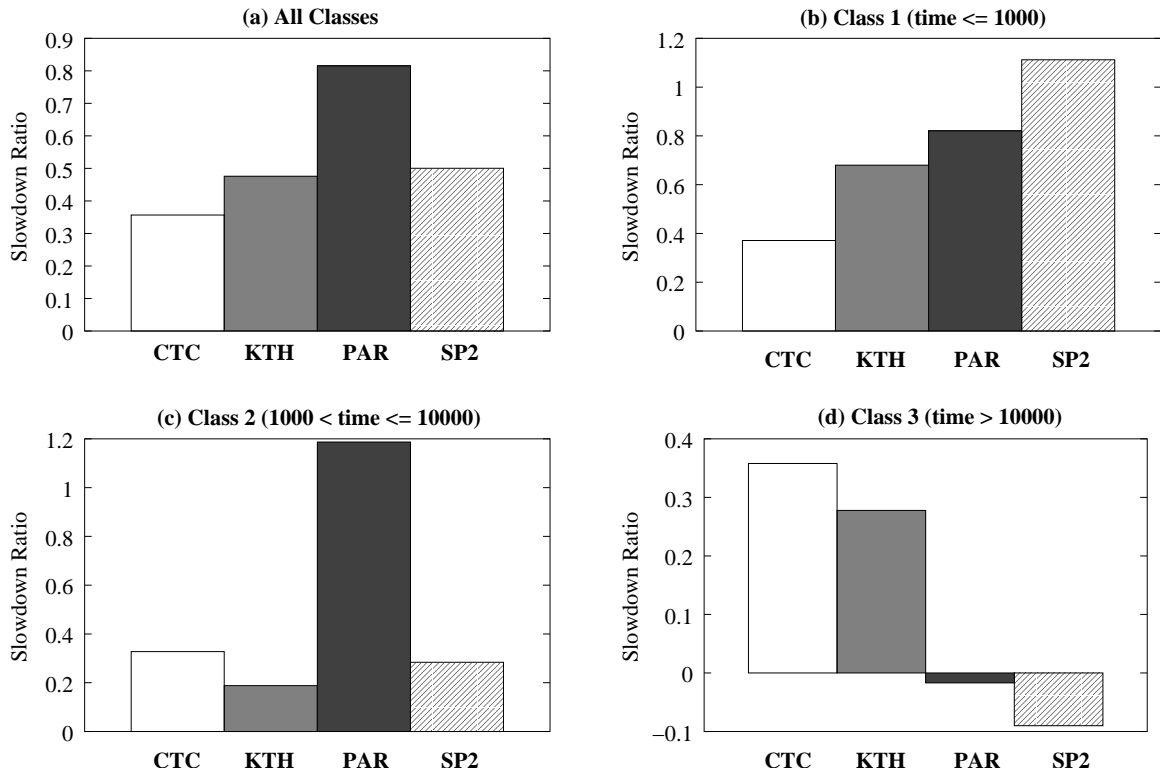 (a) All Classes
Slowdown Ratio
0.9
0.8
0.7
0.6
0.5
0.4
0.3
0.2
0.1
0
CTC KTH PAR SP2
(b) Class 1 (time <= 1000)
Slowdown Ratio
1.2
1
0.8
0.6
0.4
0.2
0
CTC KTH PAR SP2
(c) Class 2 (1000 < time <= 10000)
Slowdown Ratio
1.2
1
0.8
0.6
0.4
0.2
0
CTC KTH PAR SP2
(d) Class 3 (time > 10000)
Slowdown Ratio
0.4
0.3
0.2
0.1
0
−0.1
CTC KTH PAR SP2